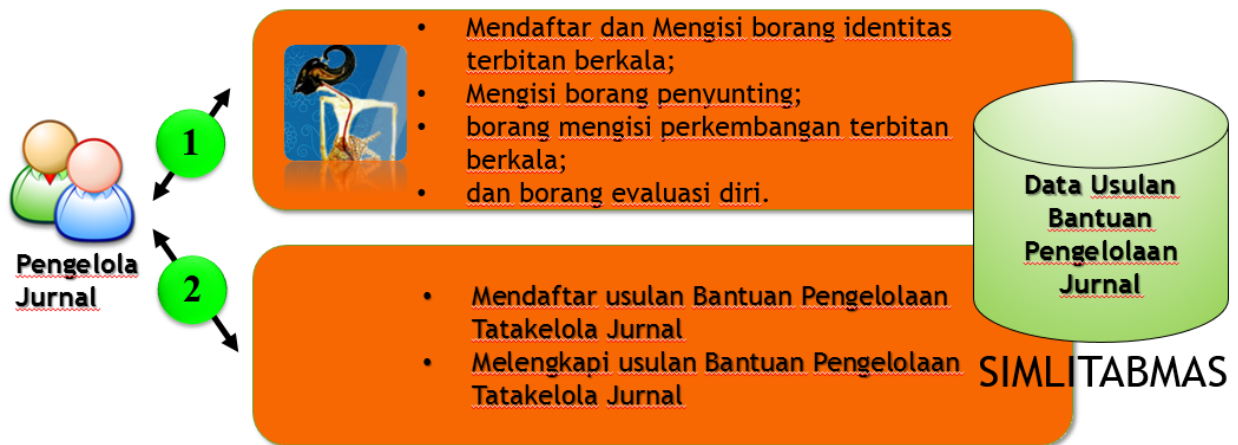 Pengelola
Jurnal
1
• Mendaftar dan Mengisi borang identitas
terbitan berkala;
• Mengisi borang penyunting;
• borang mengisi perkembangan terbitan
berkala;
• dan borang evaluasi diri.
2
• Mendaftar usulan Bantuan Pengelolaan
Tatakelola Jurnal
• Melengkapi usulan Bantuan Pengelolaan
Tatakelola Jurnal
Data Usulan
Bantuan
Pengelolaan
Jurnal
SIMLITABMAS